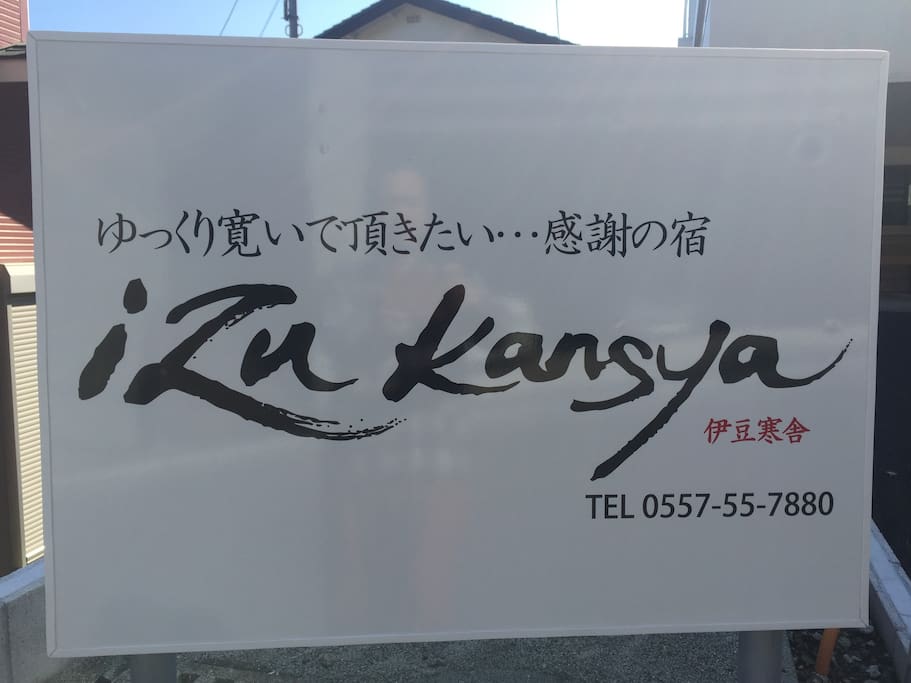 ゆっくり寛いで頂きたい…感謝の宿
iZu Kansya
伊豆寒舎
TEL 0557-55-7880